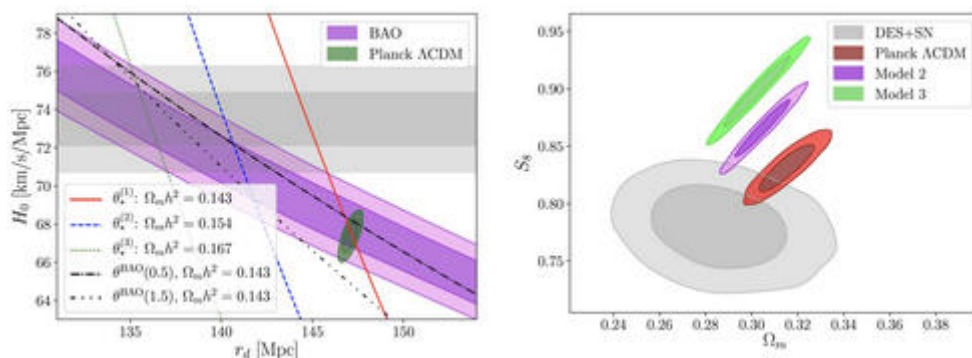 BAO
Planck ΛCDM
H₀ [km/s/Mpc]
78
76
74
72
70
68
66
64
θ⋆⁽¹⁾: Ωₘh² = 0.143
θ⋆⁽²⁾: Ωₘh² = 0.154
θ⋆⁽³⁾: Ωₘh² = 0.167
θᴮᴬᴼ(0.5), Ωₘh² = 0.143
θᴮᴬᴼ(1.5), Ωₘh² = 0.143
135 140 145 150
r_d [Mpc]
DES+SN
Planck ΛCDM
Model 2
Model 3
S₈
0.95
0.90
0.85
0.80
0.75
0.24 0.26 0.28 0.30 0.32 0.34 0.36 0.38
Ωₘ